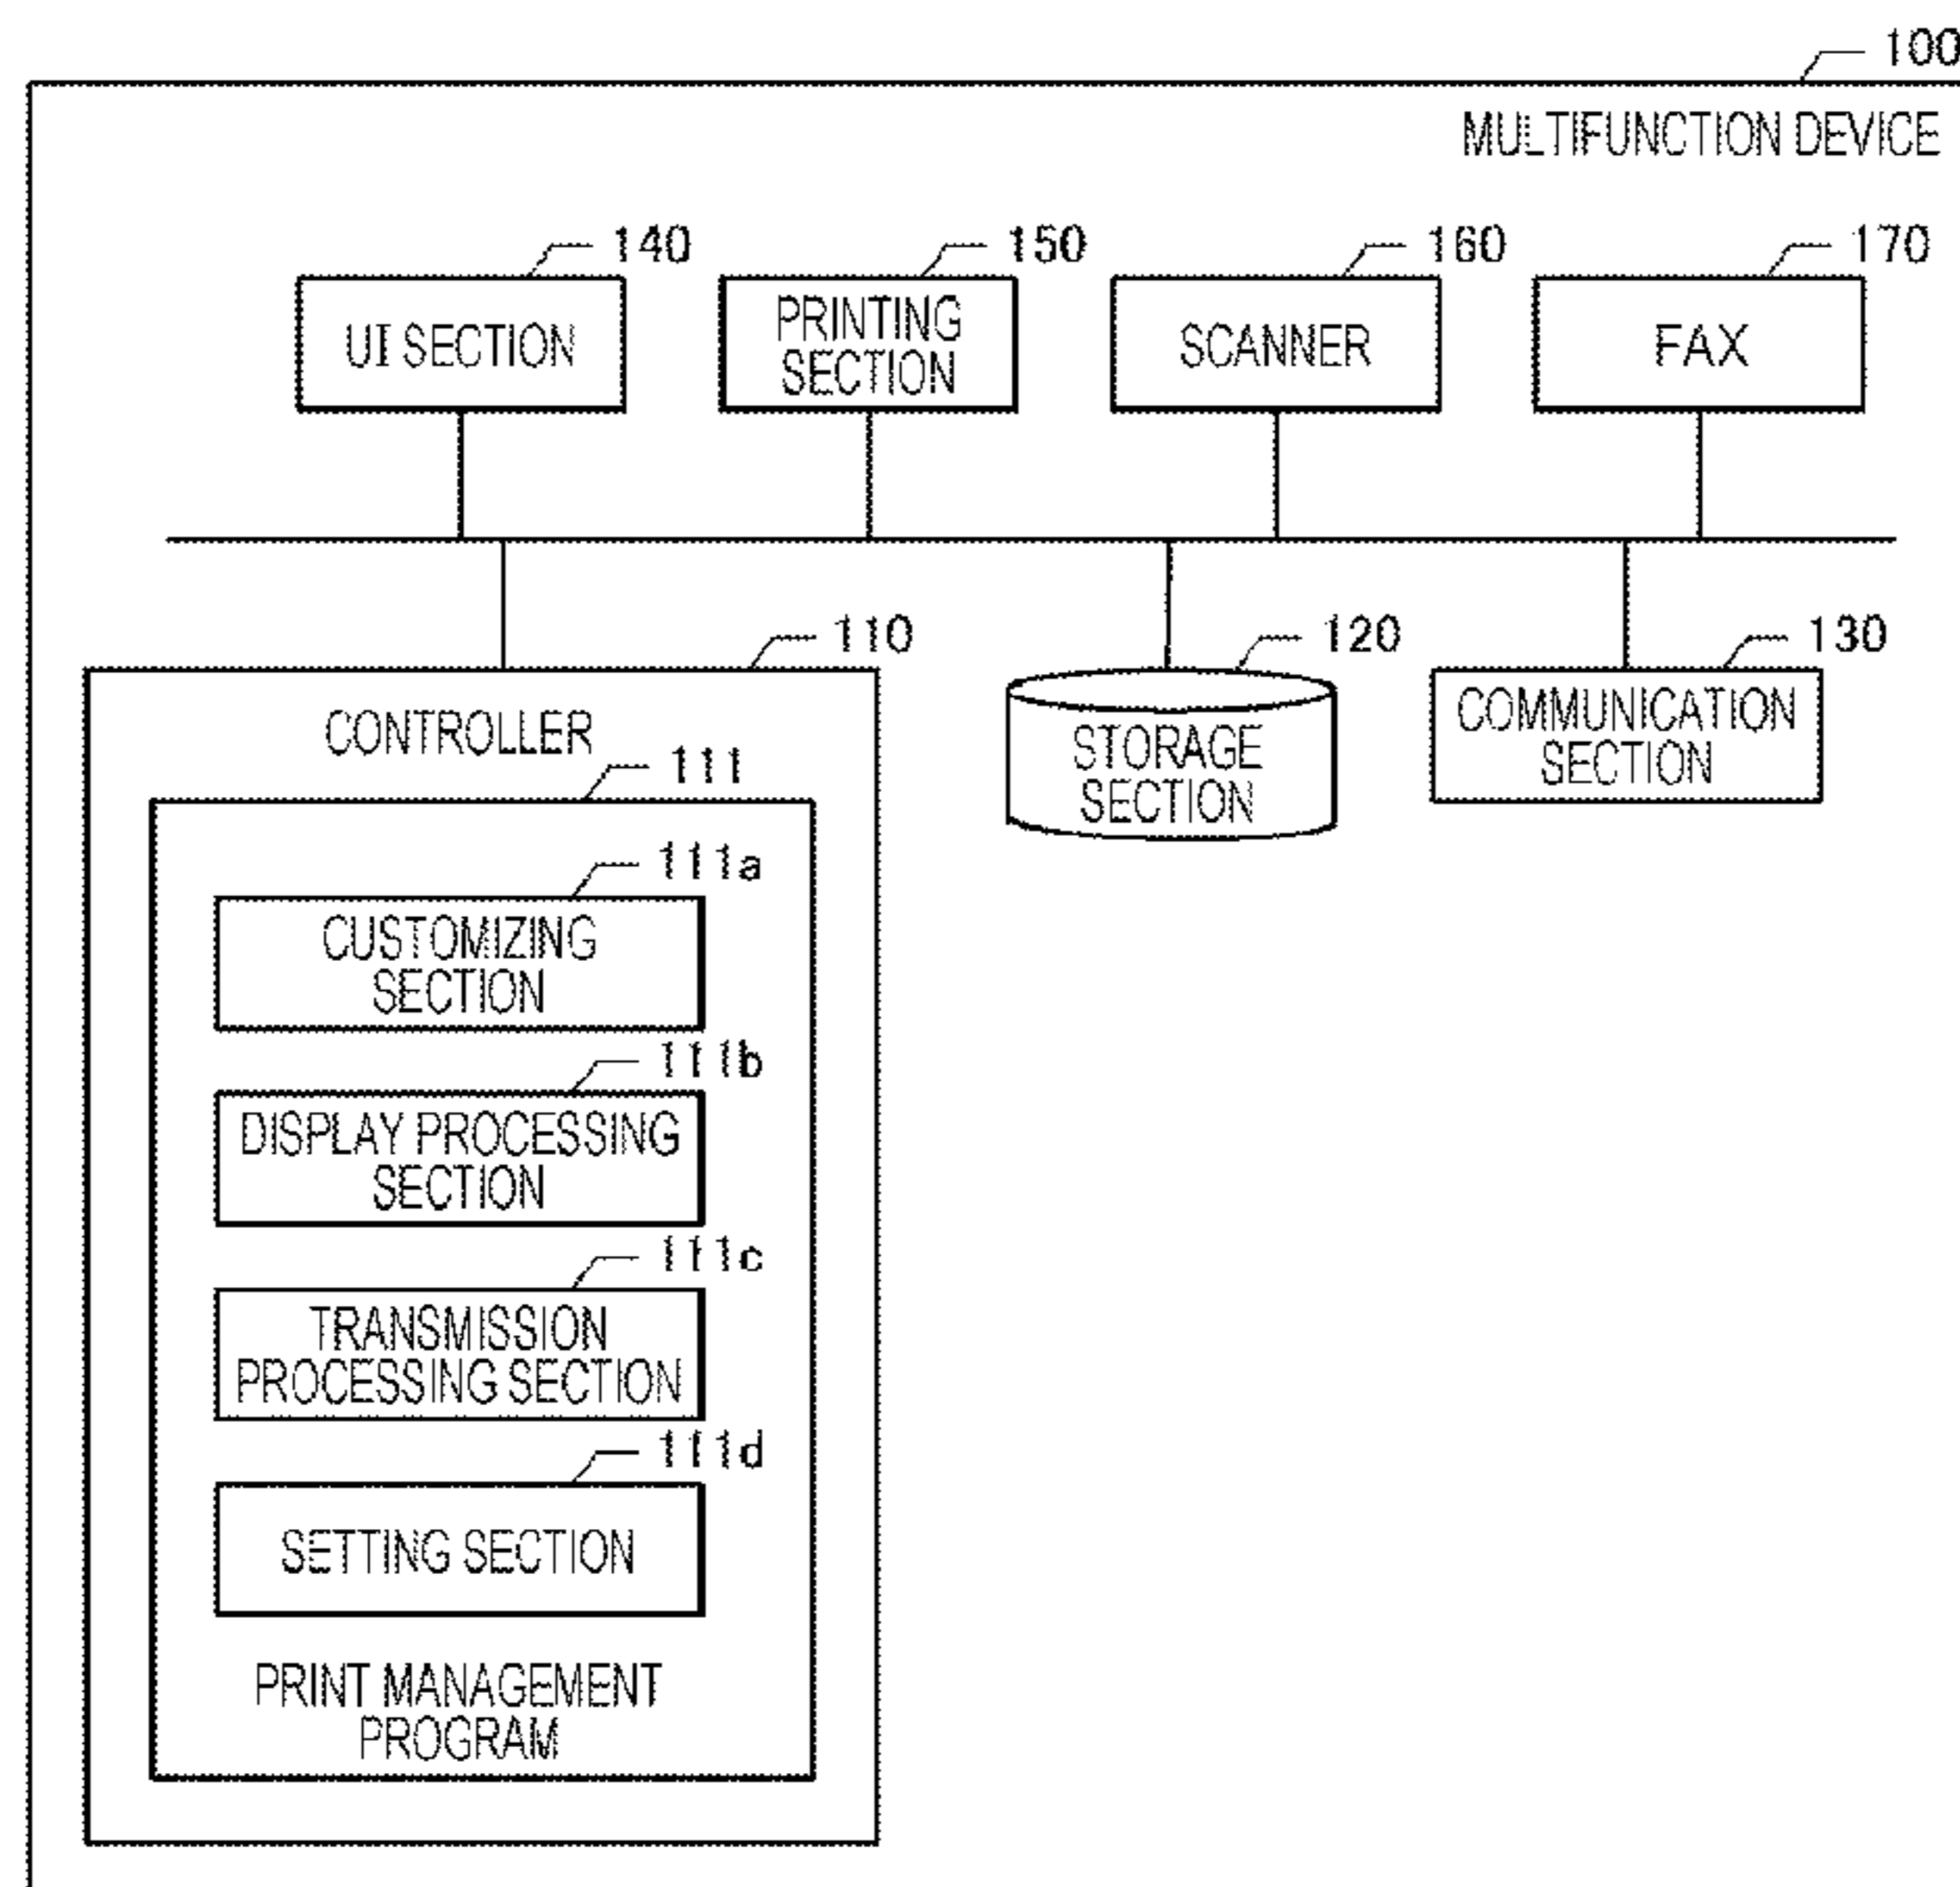 100
MULTIFUNCTION DEVICE
140
150
160
170
UI SECTION
PRINTING
SECTION
SCANNER
FAX
110
120
130
CONTROLLER
STORAGE
SECTION
COMMUNICATION
SECTION
111
111a
CUSTOMIZING
SECTION
111b
DISPLAY PROCESSING
SECTION
111c
TRANSMISSION
PROCESSING SECTION
111d
SETTING SECTION
PRINT MANAGEMENT
PROGRAM